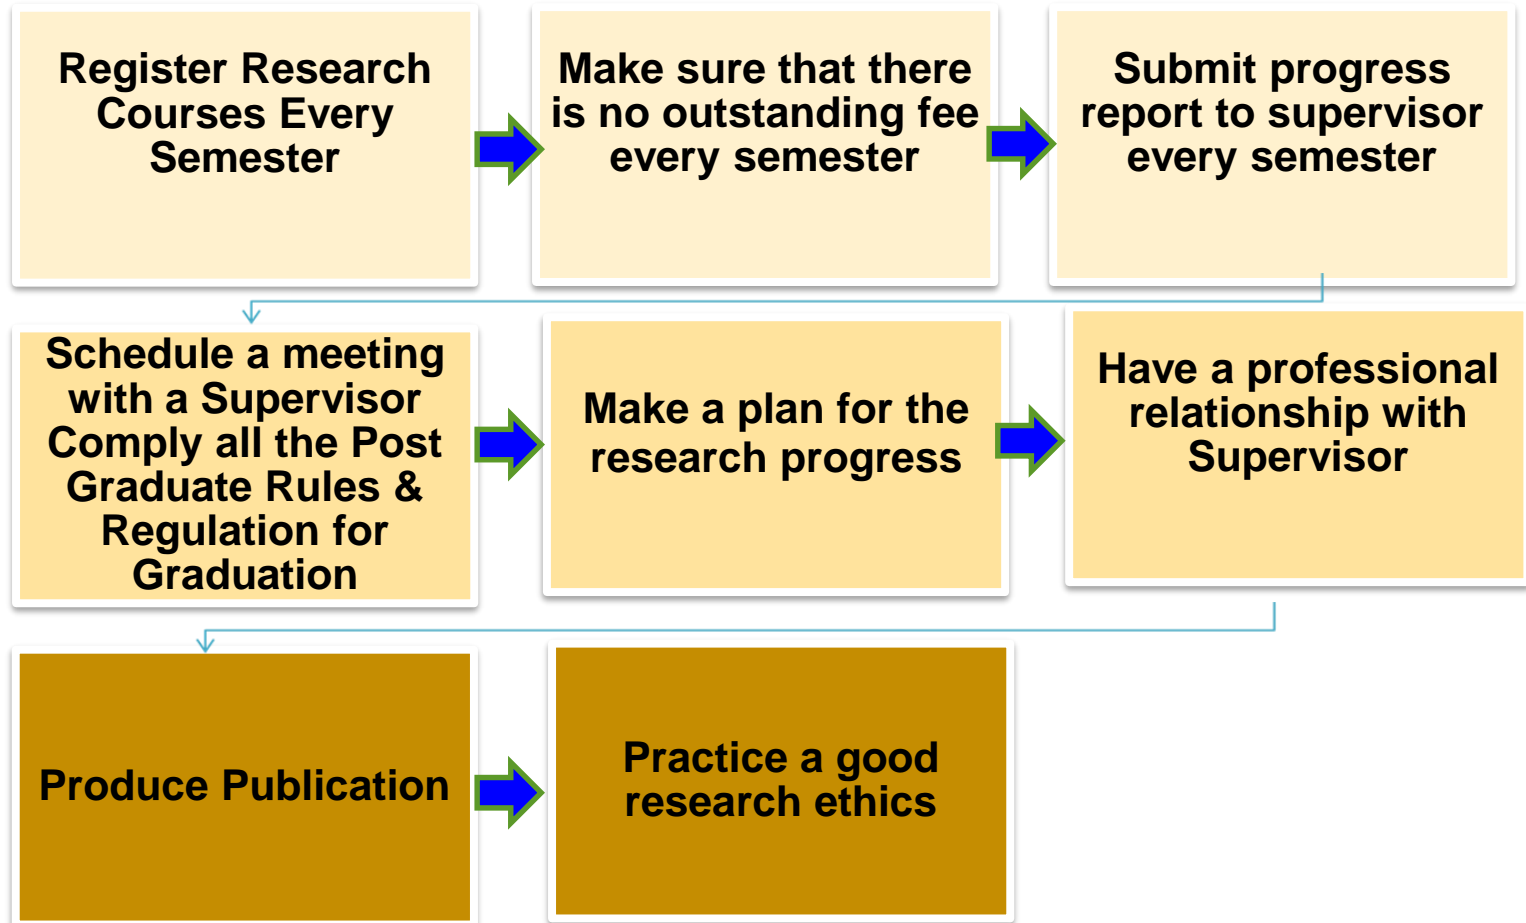 Register Research
Courses Every
Semester
Make sure that there
is no outstanding fee
every semester
Submit progress
report to supervisor
every semester
Schedule a meeting
with a Supervisor
Comply all the Post
Graduate Rules &
Regulation for
Graduation
Make a plan for the
research progress
Have a professional
relationship with
Supervisor
Produce Publication
Practice a good
research ethics